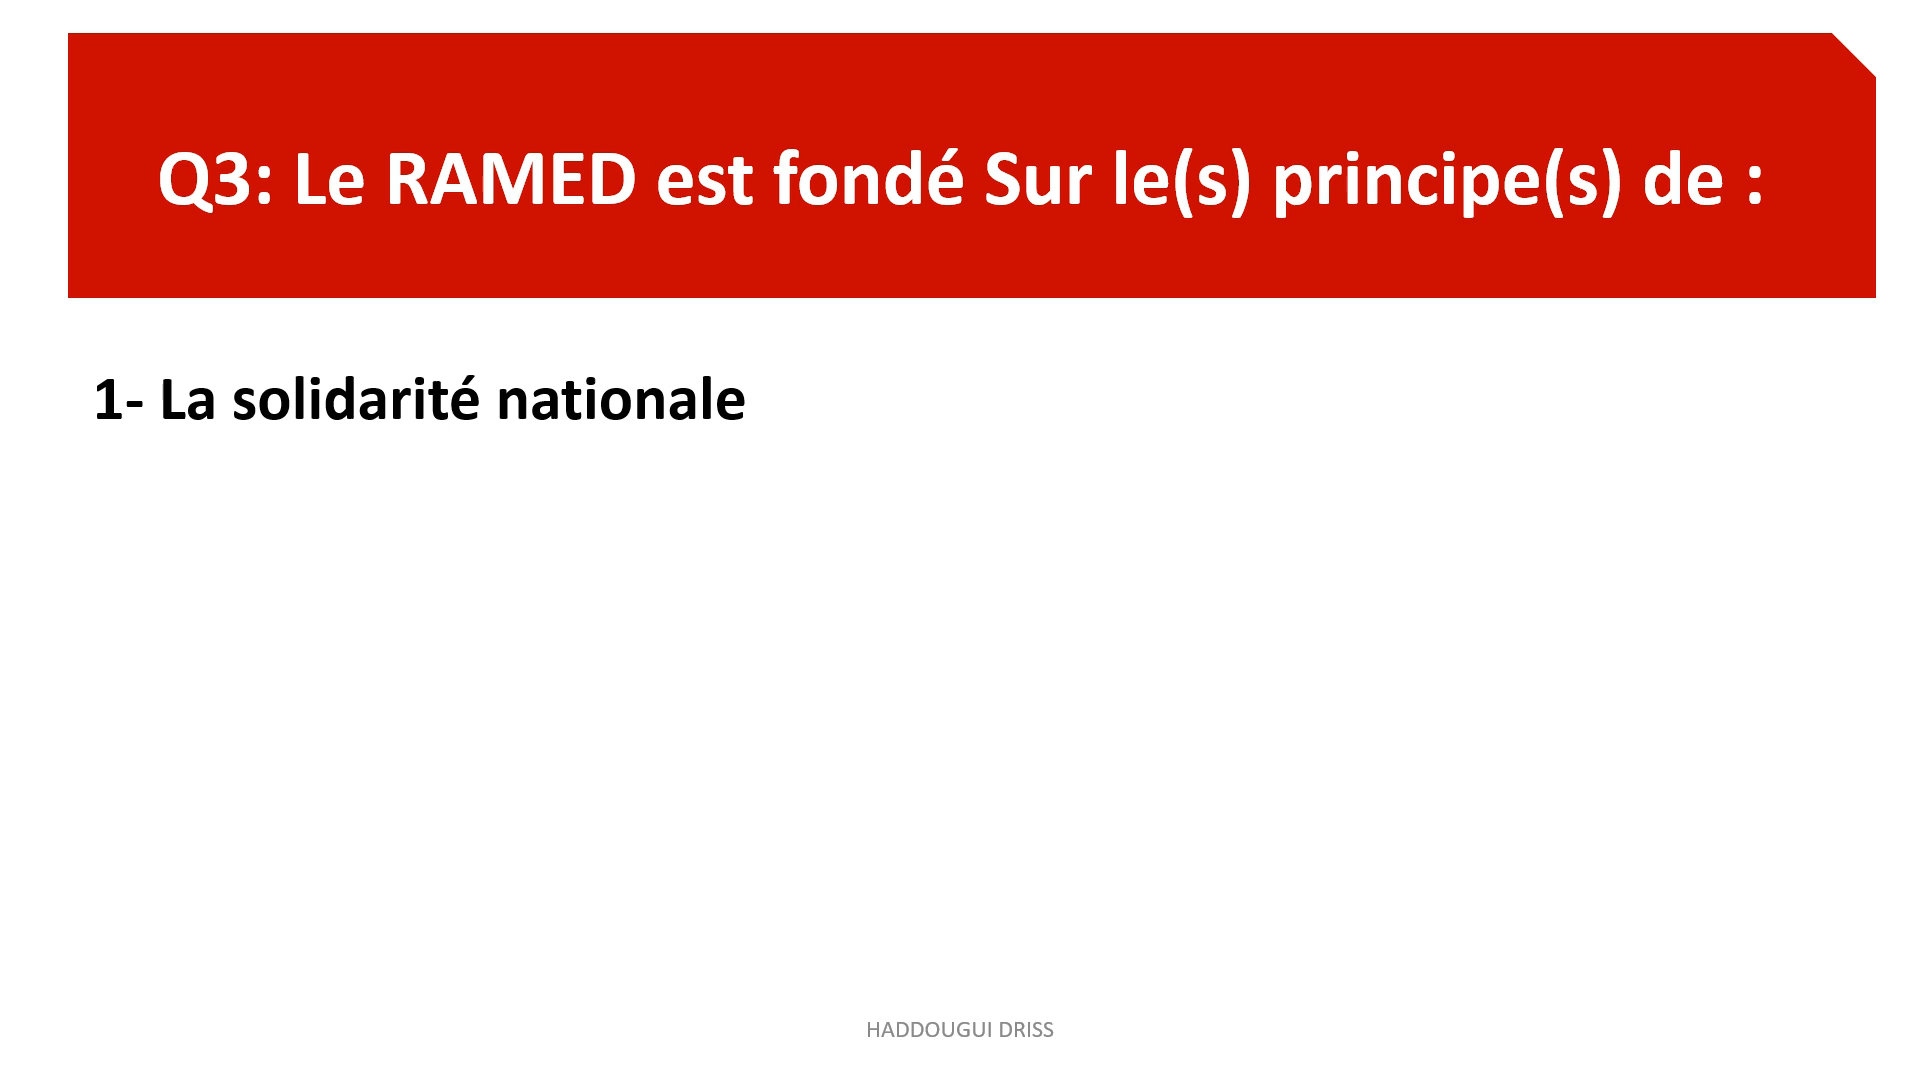 Q3: Le RAMED est fondé Sur le(s) principe(s) de :
1- La solidarité nationale
HADDOUGUI DRISS